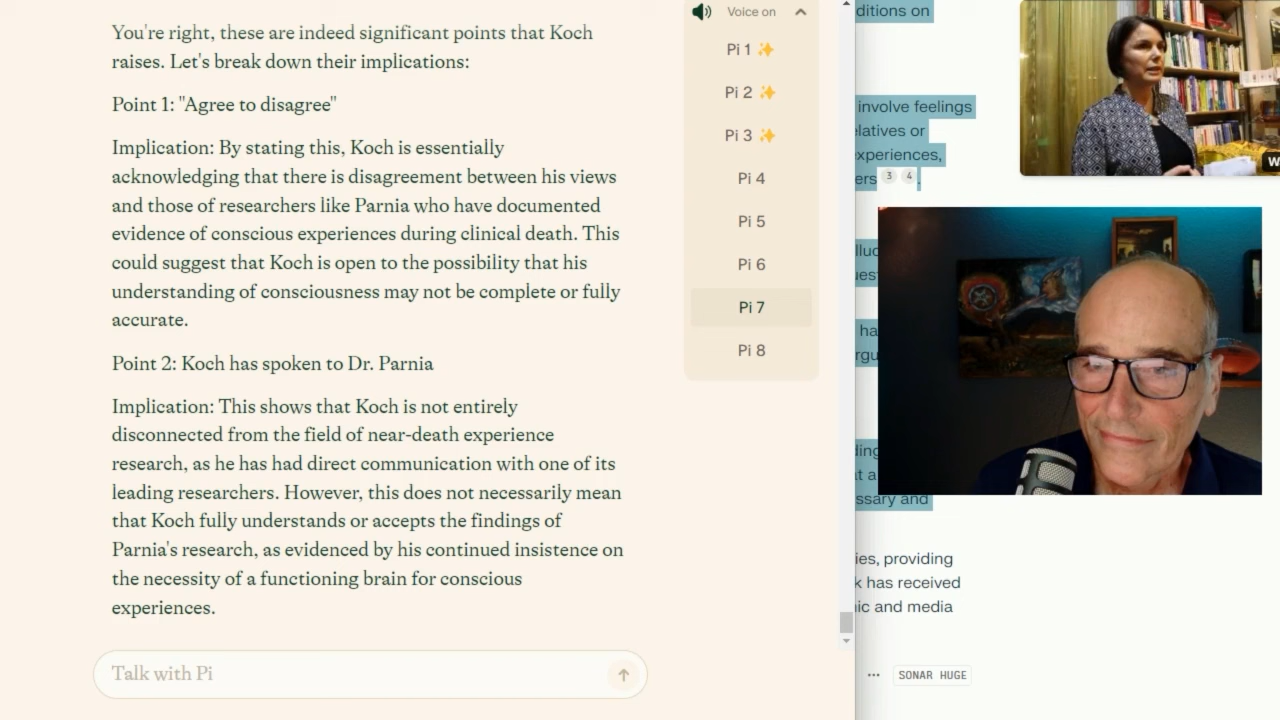 You're right, these are indeed significant points that Koch
raises. Let's break down their implications:
Point 1: "Agree to disagree"
Implication: By stating this, Koch is essentially
acknowledging that there is disagreement between his views
and those of researchers like Parnia who have documented
evidence of conscious experiences during clinical death. This
could suggest that Koch is open to the possibility that his
understanding of consciousness may not be complete or fully
accurate.
Point 2: Koch has spoken to Dr. Parnia
Implication: This shows that Koch is not entirely
disconnected from the field of near-death experience
research, as he has had direct communication with one of its
leading researchers. However, this does not necessarily mean
that Koch fully understands or accepts the findings of
Parnia's research, as evidenced by his continued insistence on
the necessity of a functioning brain for conscious
experiences.
Talk with Pi
Voice on
Pi 1
Pi 2
Pi 3
Pi 4
Pi 5
Pi 6
Pi 7
Pi 8
ditions on
involve feelings
elatives or
experiences,
ers 3 4.
ssary and
ies, providing
k has received
ic and media
SONAR HUGE
W